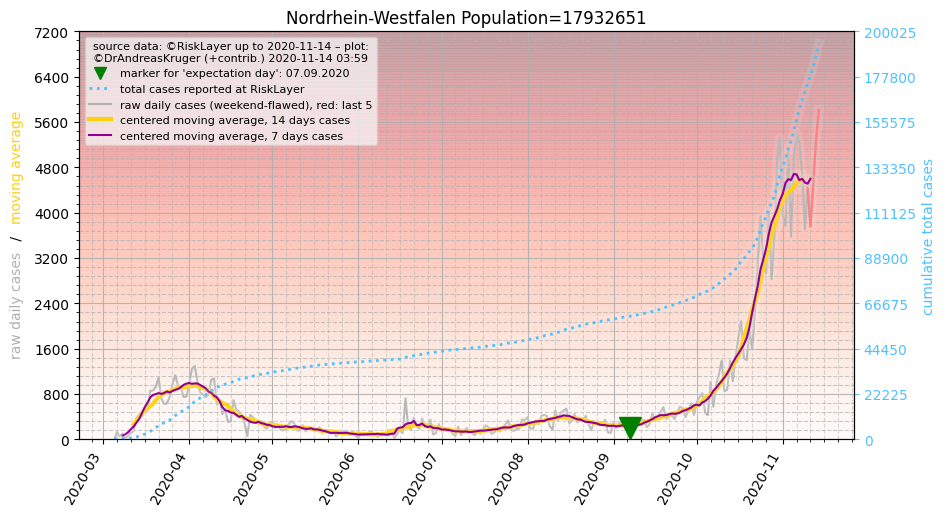 Nordrhein-Westfalen Population=17932651
source data: ©RiskLayer up to 2020-11-14 – plot:
©DrAndreasKruger (+contrib.) 2020-11-14 03:59
marker for 'expectation day': 07.09.2020
total cases reported at RiskLayer
raw daily cases (weekend-flawed), red: last 5
centered moving average, 14 days cases
centered moving average, 7 days cases
raw daily cases / moving average
7200
6400
5600
4800
4000
3200
2400
1600
800
0
200025
177800
155575
133350
111125
88900
66675
44450
22225
0
cumulative total cases
2020-03
2020-04
2020-05
2020-06
2020-07
2020-08
2020-09
2020-10
2020-11